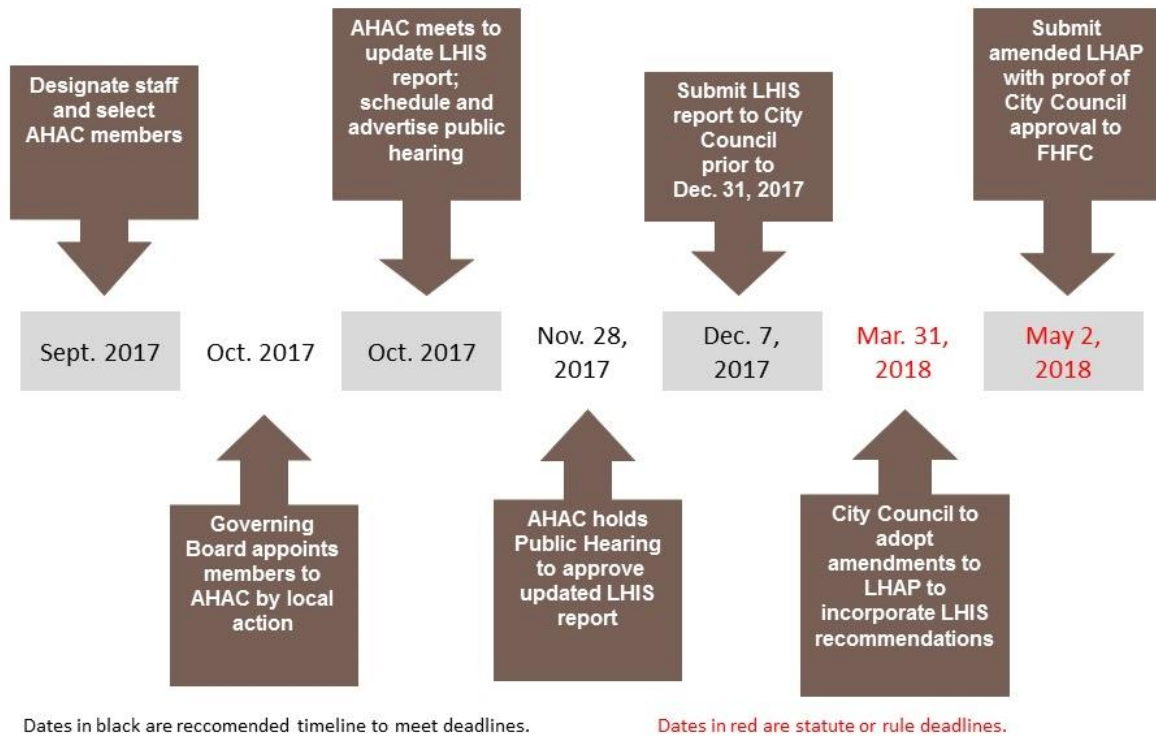 Designate staff
and select
AHAC members
AHAC meets to
update LHIS
report;
schedule and
advertise public
hearing
Submit LHIS
report to City
Council
prior to
Dec. 31, 2017
Submit
amended LHAP
with proof of
City Council
approval to
FHFC
Sept. 2017
Oct. 2017
Oct. 2017
Nov. 28,
2017
Dec. 7,
2017
Mar. 31,
2018
May 2,
2018
Governing
Board appoints
members to
AHAC by local
action
AHAC holds
Public Hearing
to approve
updated LHIS
report
City Council to
adopt
amendments to
LHAP to
incorporate LHIS
recommendations
Dates in black are reccomended timeline to meet deadlines.
Dates in red are statute or rule deadlines.